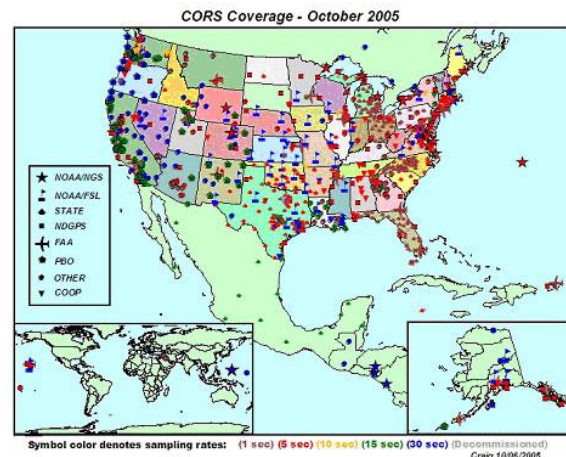 CORS Coverage - October 2005
NOAA/NGS
NOAA/FSL
STATE
NDGPS
FAA
PBO
OTHER
COOP
Symbol color denotes sampling rates: (1 sec) (5 sec) (10 sec) (15 sec) (30 sec) (Decommissioned)
Craig 10/06/2005